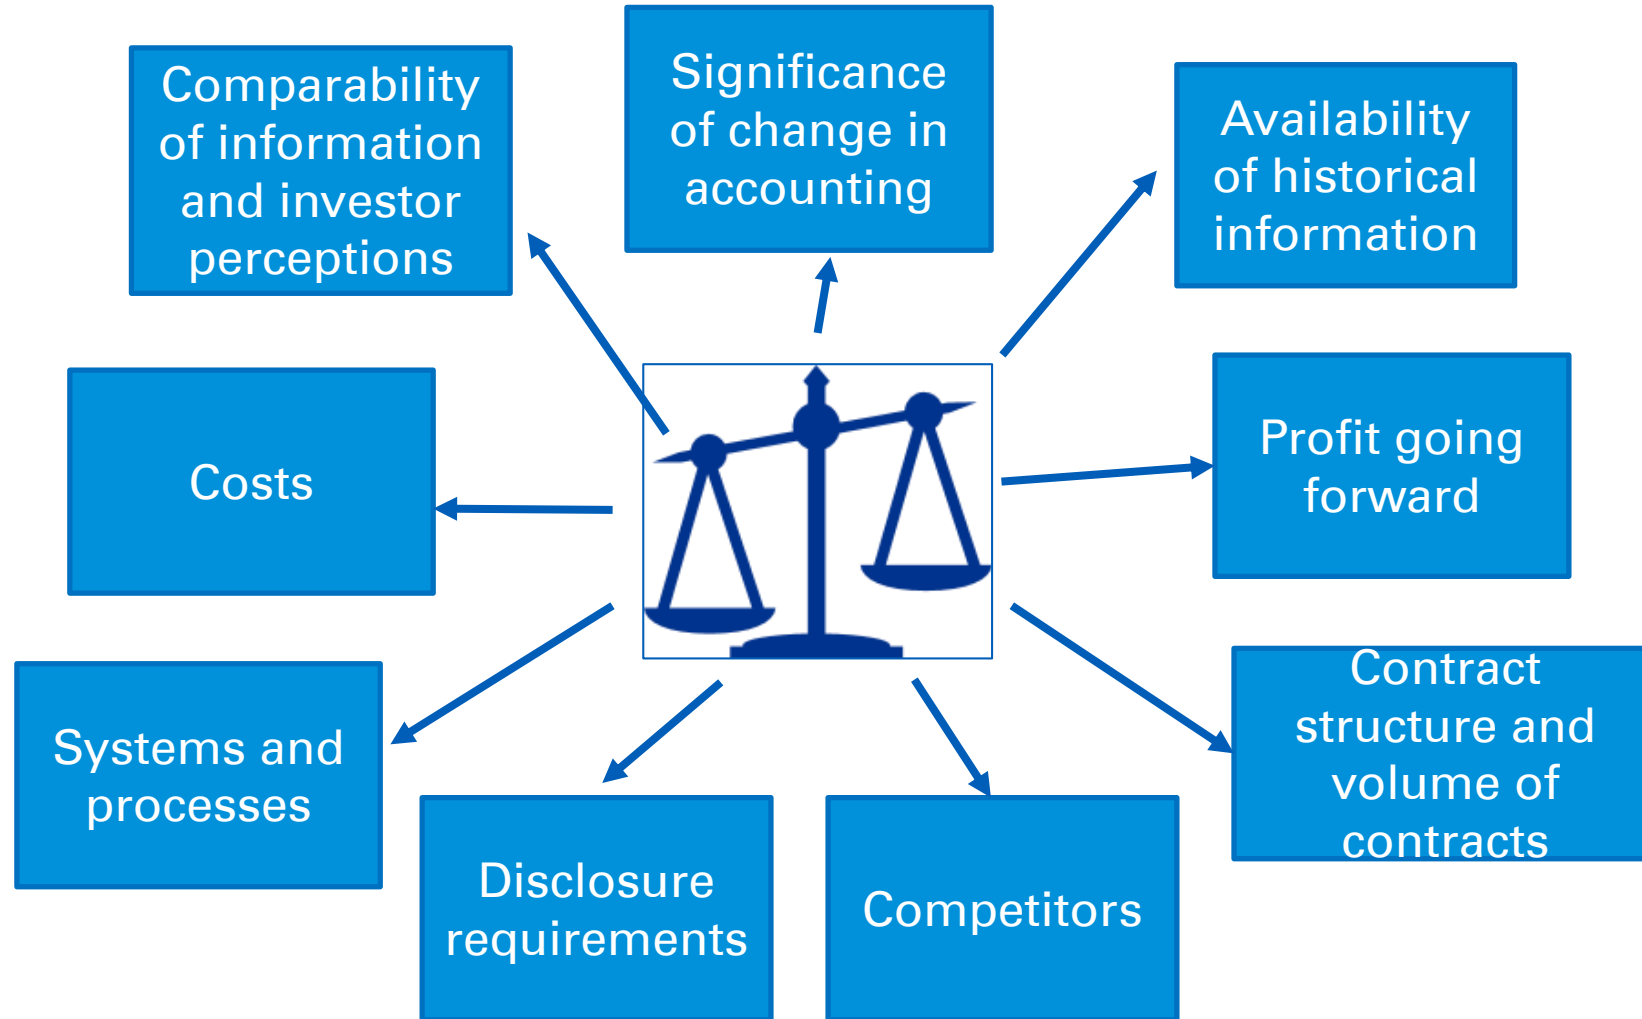 Comparability
of information
and investor
perceptions
Significance
of change in
accounting
Availability
of historical
information
Costs
Profit going
forward
Systems and
processes
Disclosure
requirements
Competitors
Contract
structure and
volume of
contracts